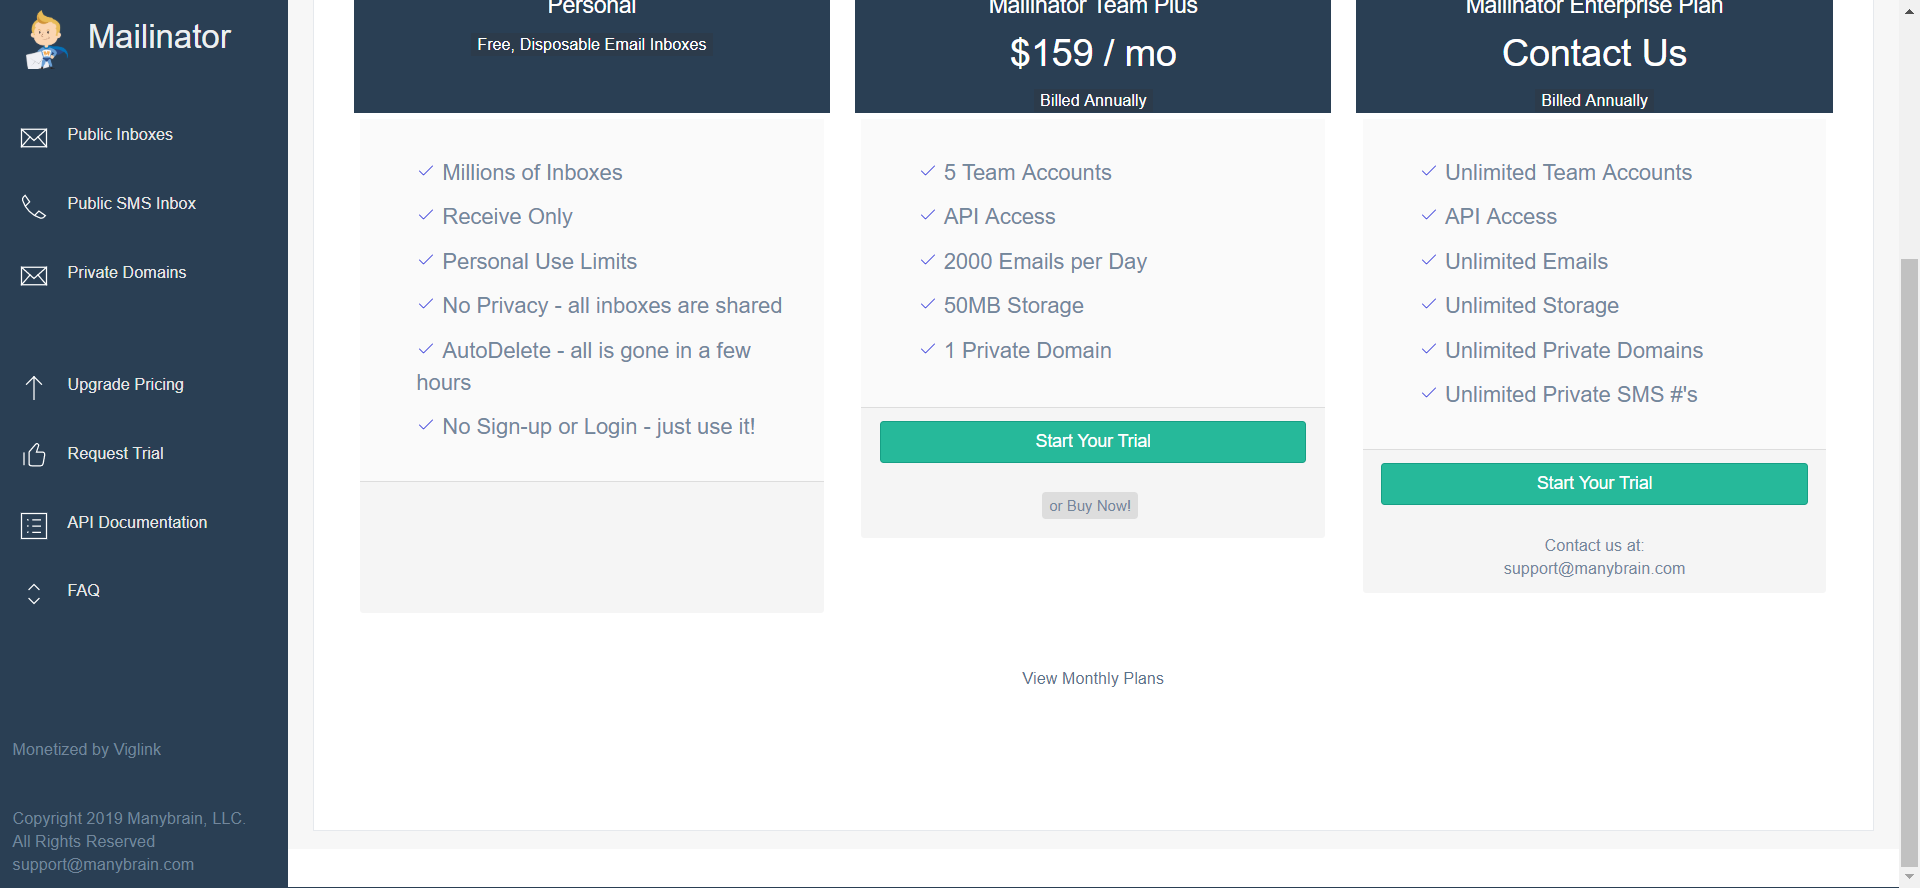 Mailinator
Public Inboxes
Public SMS Inbox
Private Domains
Upgrade Pricing
Request Trial
API Documentation
FAQ
Monetized by Viglink
Copyright 2019 Manybrain, LLC.
All Rights Reserved
support@manybrain.com
Personal
Free, Disposable Email Inboxes
Millions of Inboxes
Receive Only
Personal Use Limits
No Privacy - all inboxes are shared
AutoDelete - all is gone in a few
hours
No Sign-up or Login - just use it!
Mailinator Team Plus
$159 / mo
Billed Annually
5 Team Accounts
API Access
2000 Emails per Day
50MB Storage
1 Private Domain
Start Your Trial
or Buy Now!
Mailinator Enterprise Plan
Contact Us
Billed Annually
Unlimited Team Accounts
API Access
Unlimited Emails
Unlimited Storage
Unlimited Private Domains
Unlimited Private SMS #'s
Start Your Trial
Contact us at:
support@manybrain.com
View Monthly Plans